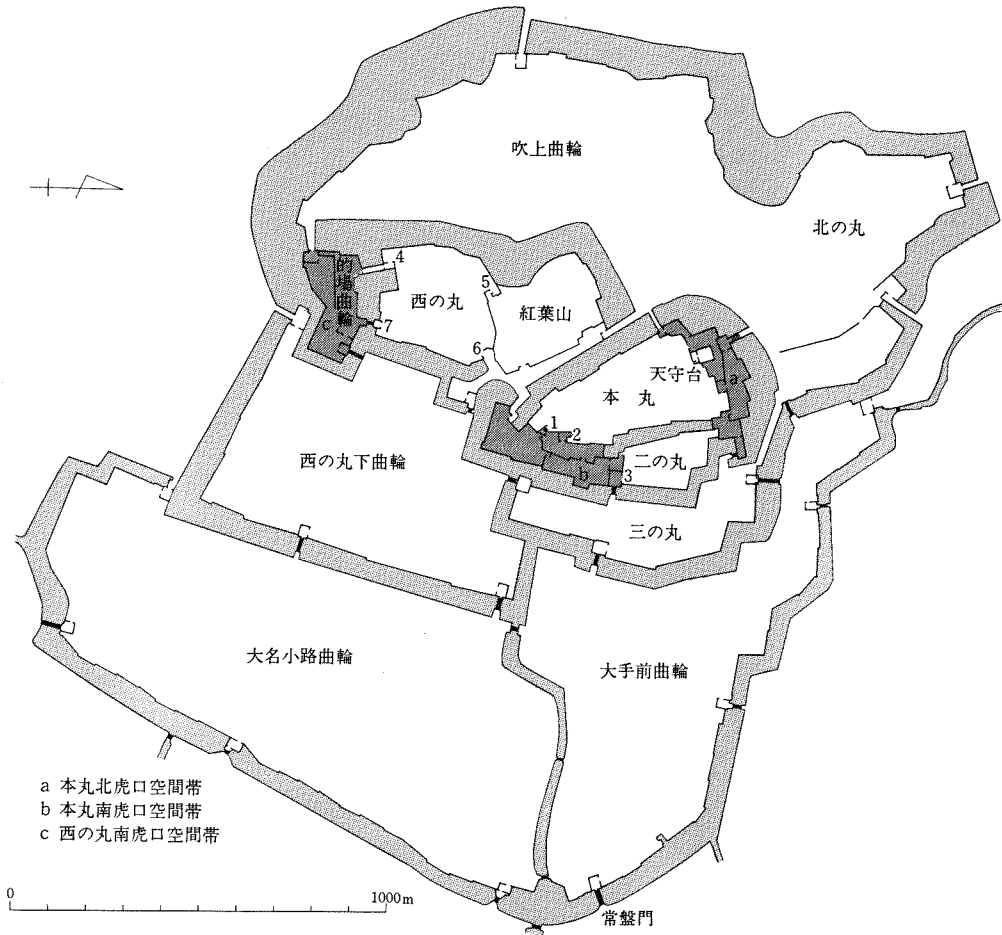 吹上曲輪
北の丸
的場曲輪
4
西の丸
5
紅葉山
c
7
6
天守台
a
本丸
1
2
二の丸
b
3
西の丸下曲輪
三の丸
大名小路曲輪
大手前曲輪
a 本丸北虎口空間帯
b 本丸南虎口空間帯
c 西の丸南虎口空間帯
0
1000m
常盤門